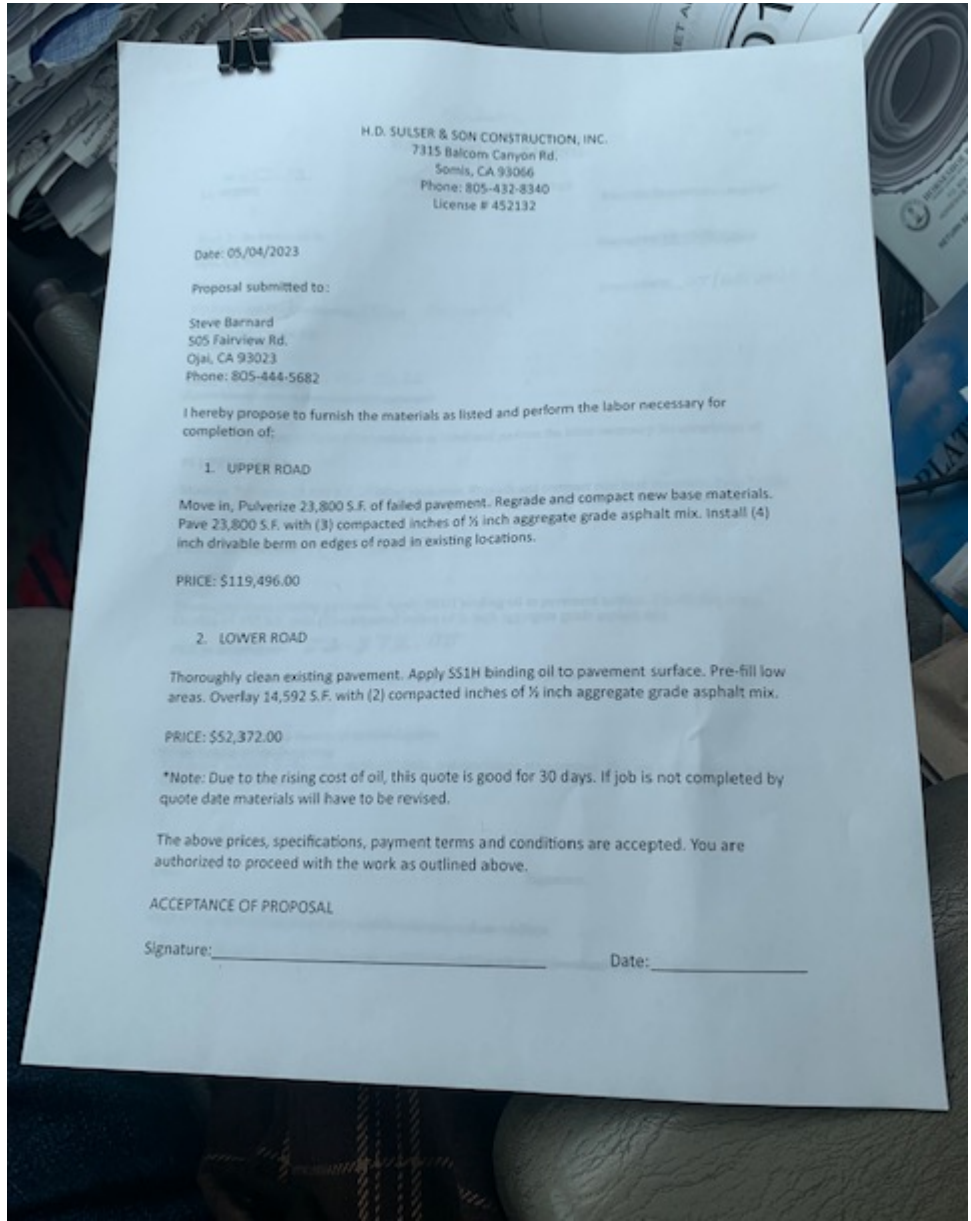 H.D. SULSER & SON CONSTRUCTION, INC.
7315 Balcom Canyon Rd.
Somis, CA 93066
Phone: 805-432-8340
License # 452132
Date: 05/04/2023
Proposal submitted to:
Steve Barnard
505 Fairview Rd.
Ojai, CA 93023
Phone: 805-444-5682
I hereby propose to furnish the materials as listed and perform the labor necessary for
completion of:
1. UPPER ROAD
Move in, Pulverize 23,800 S.F. of failed pavement. Regrade and compact new base materials.
Pave 23,800 S.F. with (3) compacted inches of ½ inch aggregate grade asphalt mix. Install (4)
inch drivable berm on edges of road in existing locations.
PRICE: $119,496.00
2. LOWER ROAD
Thoroughly clean existing pavement. Apply SS1H binding oil to pavement surface. Pre-fill low
areas. Overlay 14,592 S.F. with (2) compacted inches of ½ inch aggregate grade asphalt mix.
PRICE: $52,372.00
*Note: Due to the rising cost of oil, this quote is good for 30 days. If job is not completed by
quote date materials will have to be revised.
The above prices, specifications, payment terms and conditions are accepted. You are
authorized to proceed with the work as outlined above.
ACCEPTANCE OF PROPOSAL
Signature: Date:
PLAT